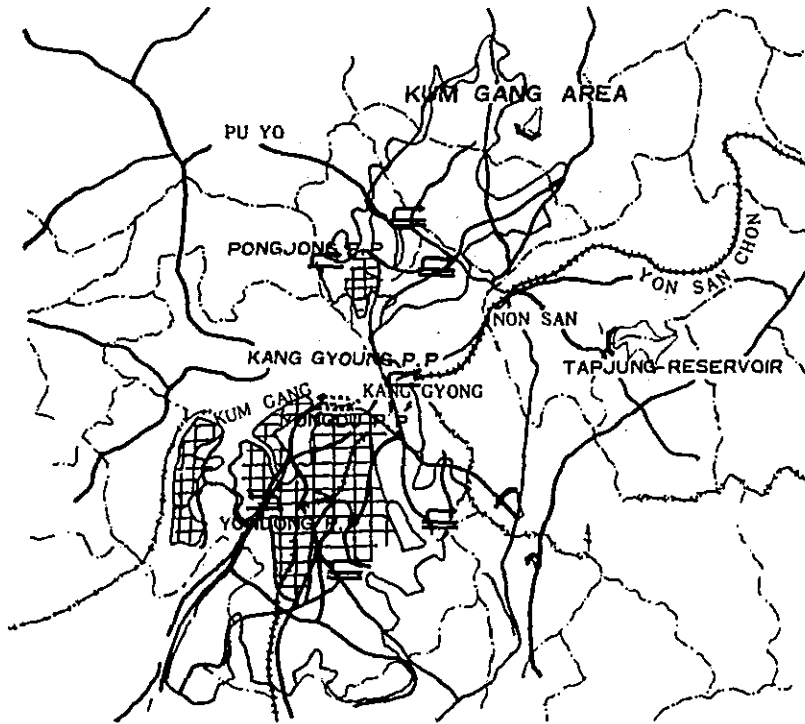 KUM GANG AREA
PU YO
PONGJONG P.P
YON SAN CHON
NON SAN
KANG GYOUNG P.P
TAPJUNG RESERVOIR
KANG GYONG
KUM GANG
P.P
P.P